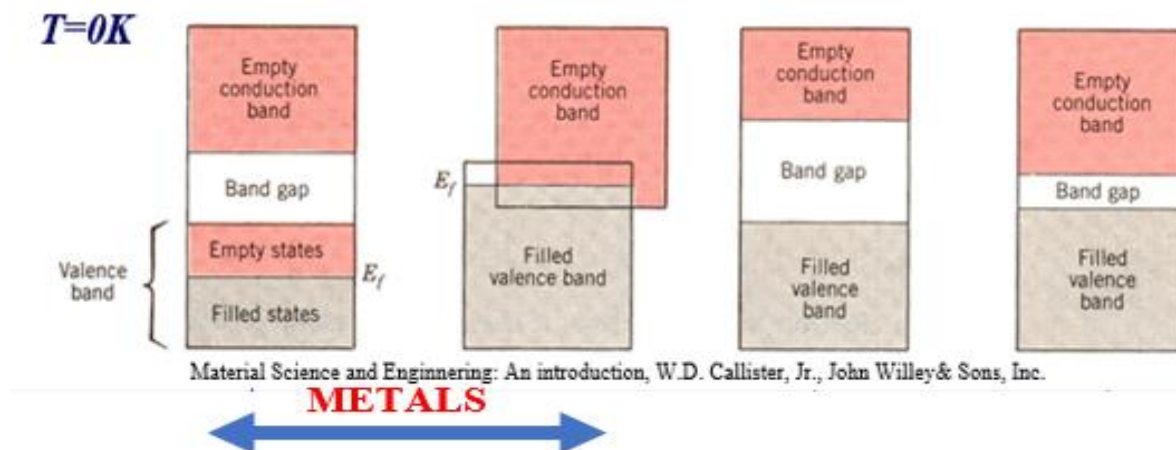 T=0K
Empty
conduction
band
Band gap
Empty states
Filled states
Valence
band
E_f
Empty
conduction
band
E_f
Filled
valence band
Empty
conduction
band
Band gap
Filled
valence
band
Empty
conduction
band
Band gap
Filled
valence
band
Material Science and Enginnering: An introduction, W.D. Callister, Jr., John Willey& Sons, Inc.
METALS